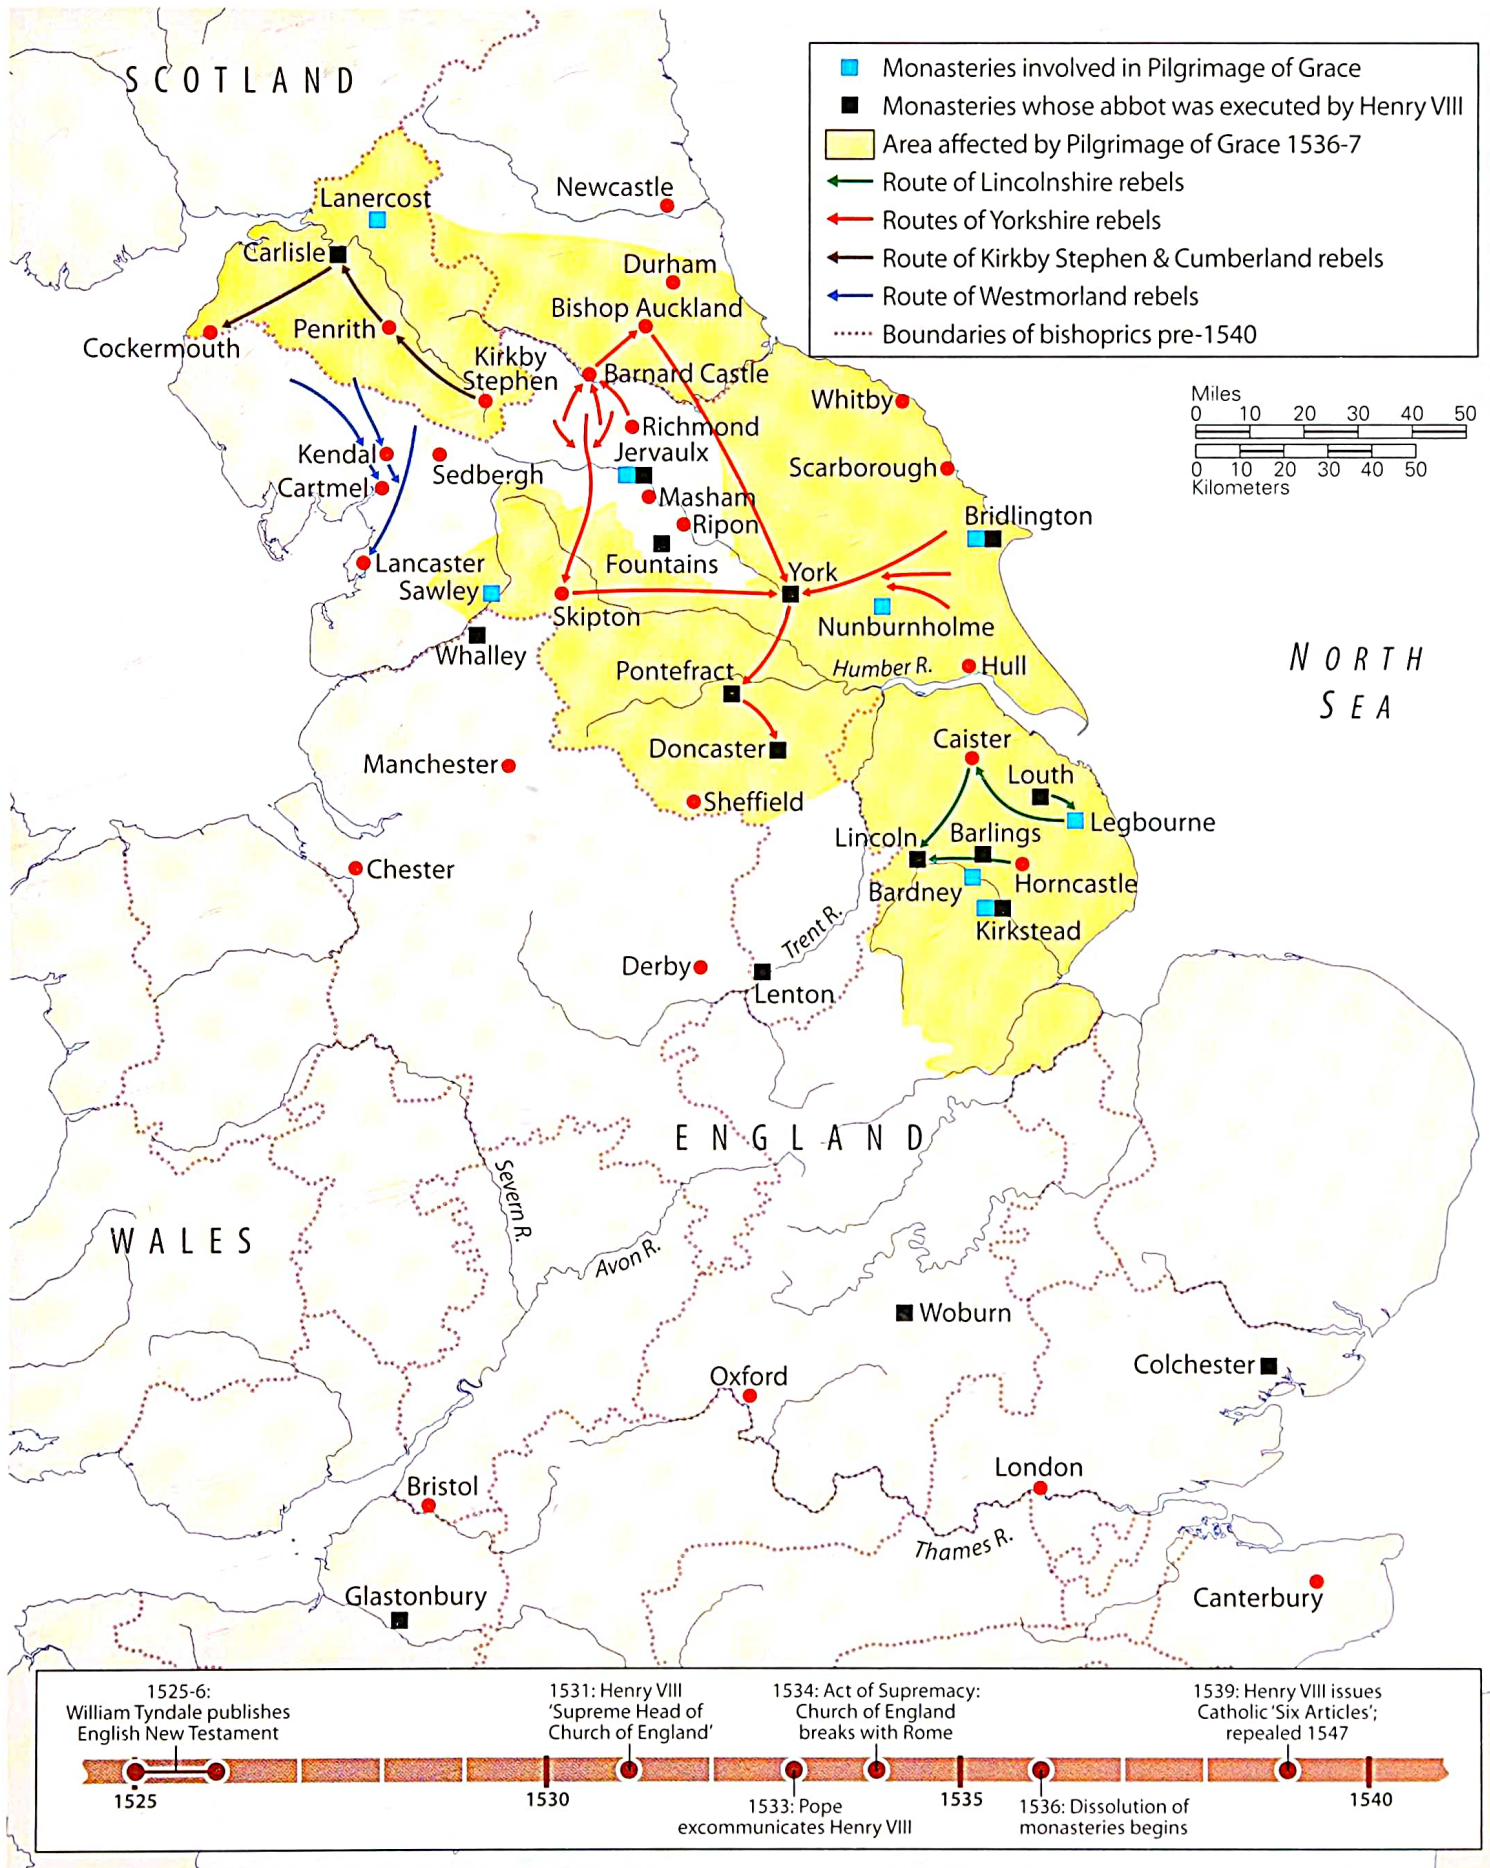 SCOTLAND
Monasteries involved in Pilgrimage of Grace
Monasteries whose abbot was executed by Henry VIII
Area affected by Pilgrimage of Grace 1536-7
Route of Lincolnshire rebels
Routes of Yorkshire rebels
Route of Kirkby Stephen & Cumberland rebels
Route of Westmorland rebels
Boundaries of bishoprics pre-1540
Miles
0 10 20 30 40 50
0 10 20 30 40 50
Kilometers
Newcastle
Lanercost
Carlisle
Durham
Bishop Auckland
Penrith
Cockermouth
Kirkby
Stephen
Barnard Castle
Whitby
Richmond
Kendal
Jervaulx
Sedbergh
Scarborough
Cartmel
Masham
Ripon
Bridlington
Lancaster
Fountains
York
Sawley
Skipton
Nunburnholme
Whalley
Pontefract
Humber R.
Hull
NORTH
SEA
Doncaster
Caister
Manchester
Louth
Sheffield
Legbourne
Lincoln
Barlings
Chester
Bardney
Horncastle
Kirkstead
Trent R.
Derby
Lenton
ENGLAND
Severn R.
WALES
Avon R.
Woburn
Colchester
Oxford
London
Bristol
Thames R.
Glastonbury
Canterbury
1525-6:
William Tyndale publishes
English New Testament
1531: Henry VIII
'Supreme Head of
Church of England'
1534: Act of Supremacy:
Church of England
breaks with Rome
1539: Henry VIII issues
Catholic 'Six Articles';
repealed 1547
1525
1530
1535
1540
1533: Pope
excommunicates Henry VIII
1536: Dissolution of
monasteries begins